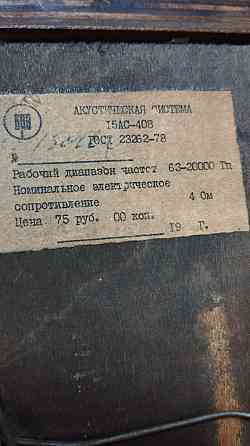 АКУСТИЧЕСКАЯ СИСТЕМА
15АС-408
ГОСТ 23262-78
№
Рабочий диапазон частот 63-20000 Гц
Номинальное электрическое
сопротивление 4 Ом
Цена 75 руб. 00 коп.
19 г.